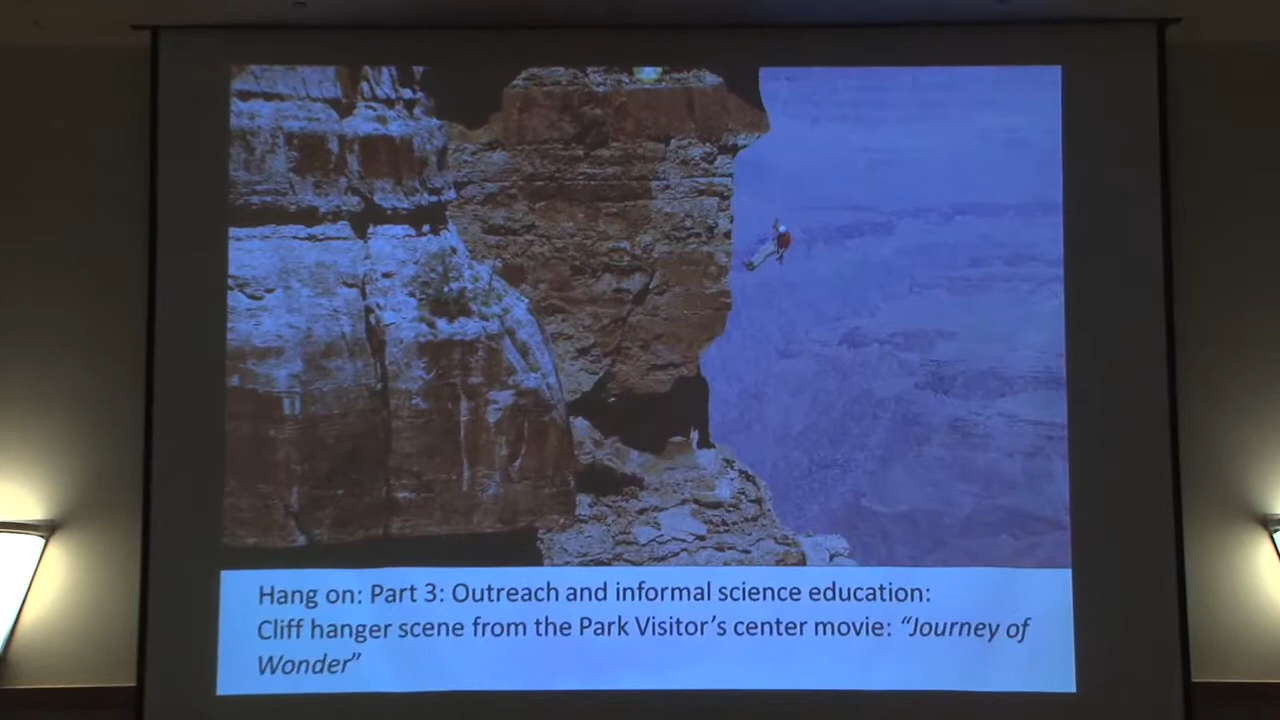 Hang on: Part 3: Outreach and informal science education:
Cliff hanger scene from the Park Visitor’s center movie: “Journey of
Wonder”